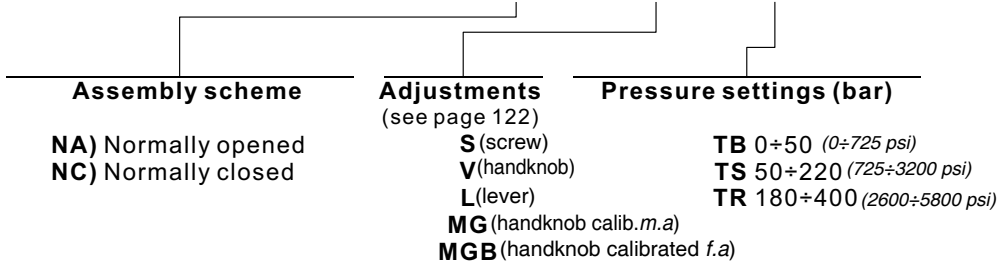 Assembly scheme
NA) Normally opened
NC) Normally closed
Adjustments
(see page 122)
S (screw)
V (handknob)
L (lever)
MG (handknob calib.m.a)
MGB (handknob calibrated f.a)
Pressure settings (bar)
TB 0÷50 (0÷725 psi)
TS 50÷220 (725÷3200 psi)
TR 180÷400 (2600÷5800 psi)